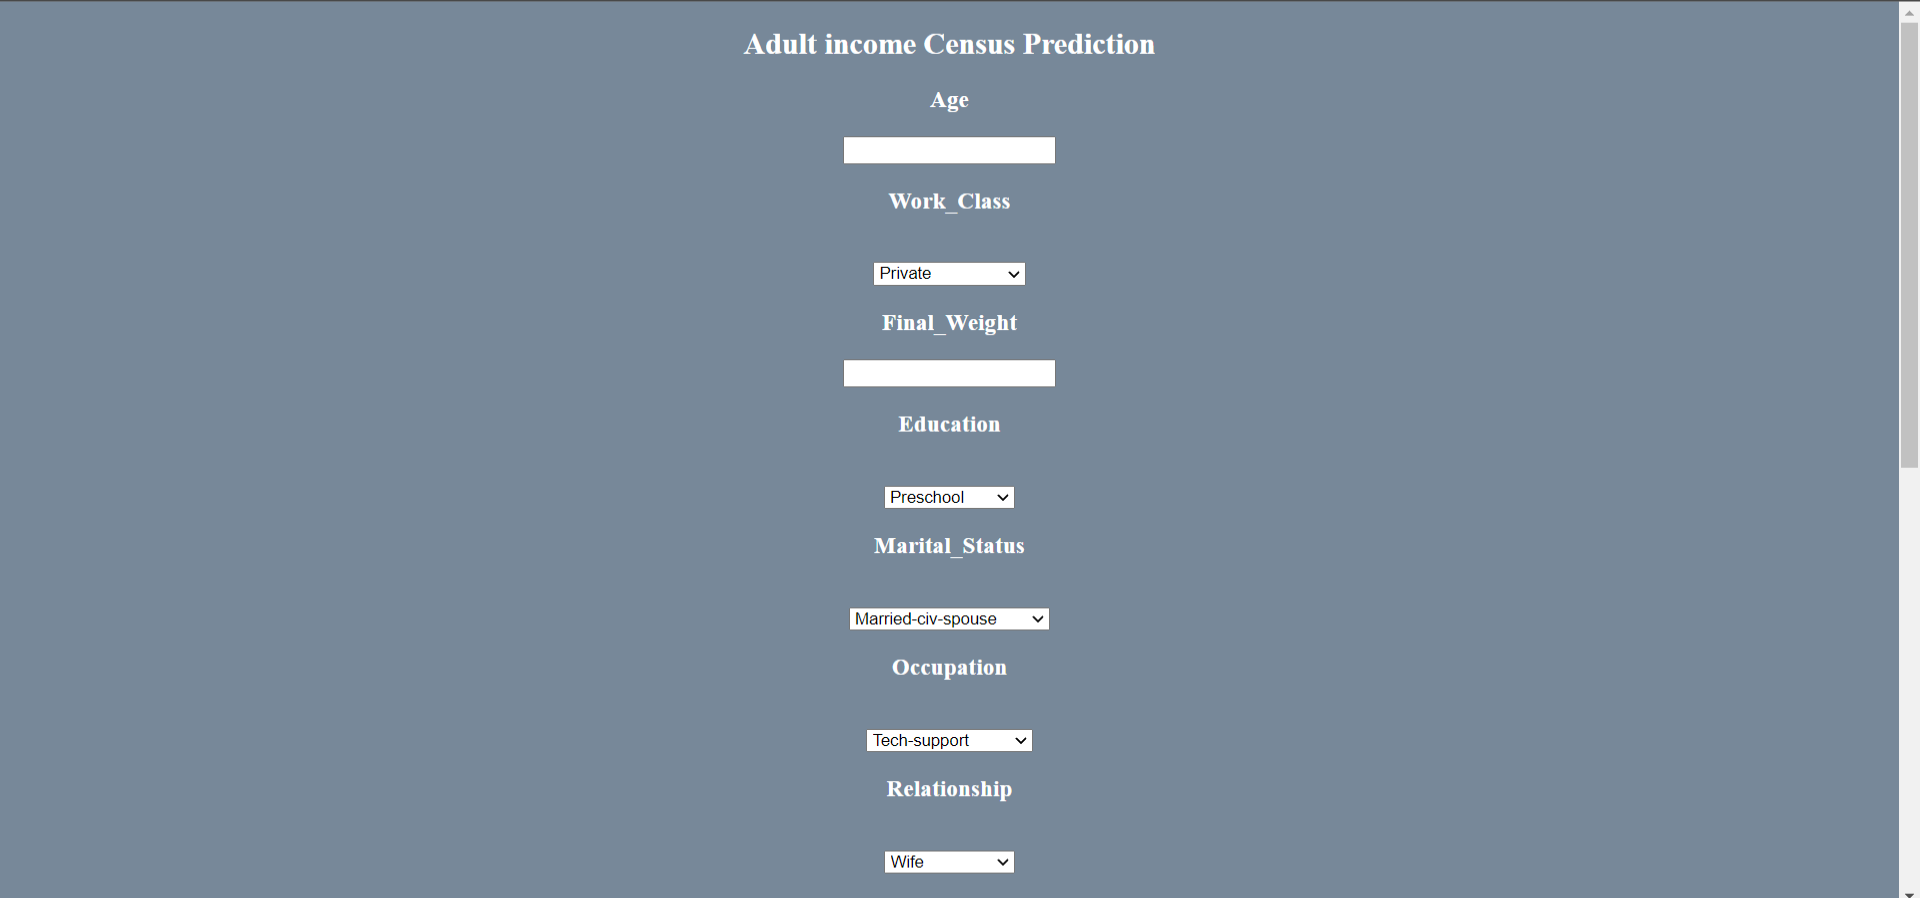 Adult income Census Prediction
Age
Work_Class
Private
Final_Weight
Education
Preschool
Marital_Status
Married-civ-spouse
Occupation
Tech-support
Relationship
Wife